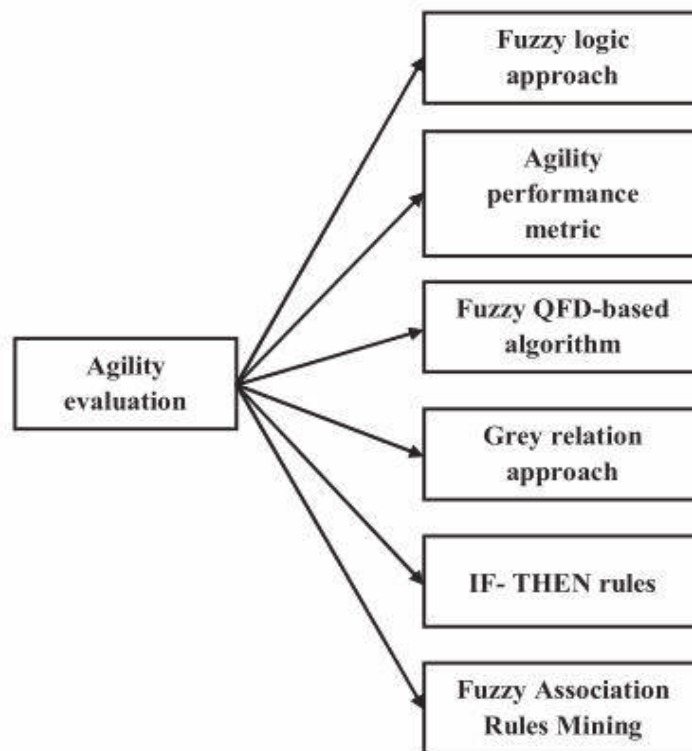 Fuzzy logic
approach
Agility
performance
metric
Fuzzy QFD-based
algorithm
Agility
evaluation
Grey relation
approach
IF- THEN rules
Fuzzy Association
Rules Mining